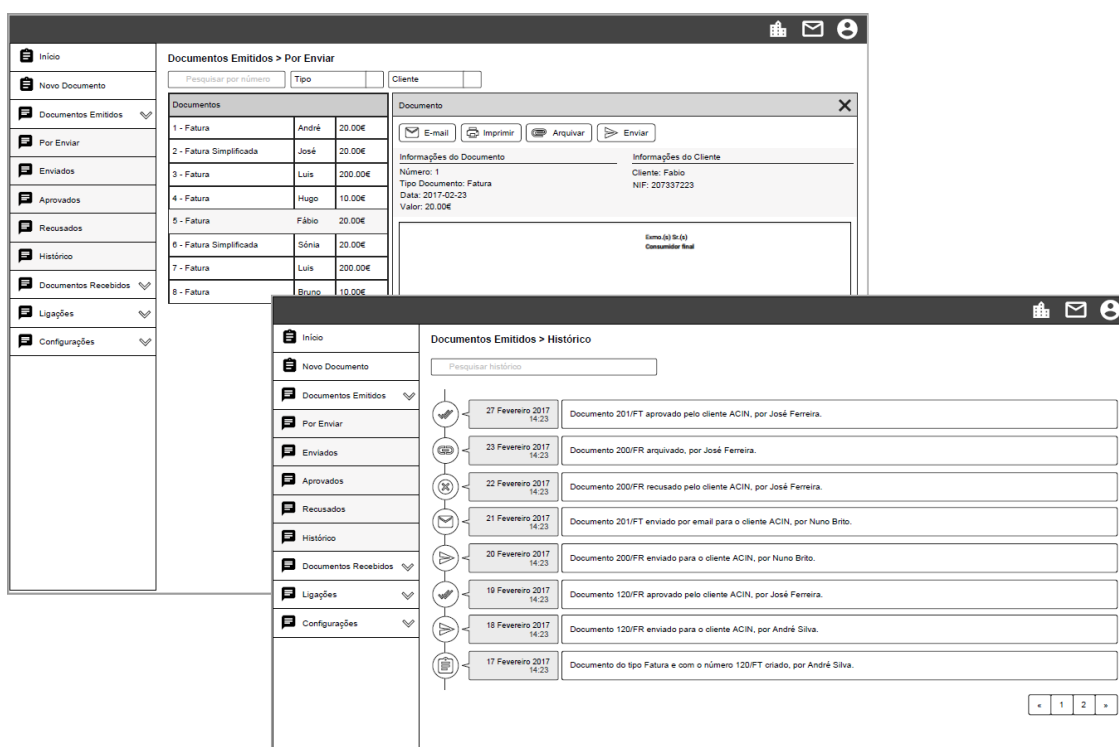 Início
Novo Documento
Documentos Emitidos
Por Enviar
Enviados
Aprovados
Recusados
Histórico
Documentos Recebidos
Ligações
Configurações
Documentos Emitidos > Por Enviar
Pesquisar por número Tipo Cliente
Documentos
1 - Fatura André 20.00€
2 - Fatura Simplificada José 20.00€
3 - Fatura Luis 200.00€
4 - Fatura Hugo 10.00€
5 - Fatura Fábio 20.00€
6 - Fatura Simplificada Sónia 20.00€
7 - Fatura Luis 200.00€
8 - Fatura Bruno 10.00€
Documento
E-mail Imprimir Arquivar Enviar
Informações do Documento
Número: 1
Tipo Documento: Fatura
Data: 2017-02-23
Valor: 20.00€
Informações do Cliente
Cliente: Fabio
NIF: 207337223
Exmo.(s) Sr.(s)
Consumidor final
Início
Novo Documento
Documentos Emitidos
Por Enviar
Enviados
Aprovados
Recusados
Histórico
Documentos Recebidos
Ligações
Configurações
Documentos Emitidos > Histórico
Pesquisar histórico
27 Fevereiro 2017
14:23
Documento 201/FT aprovado pelo cliente ACIN, por José Ferreira.
23 Fevereiro 2017
14:23
Documento 200/FR arquivado, por José Ferreira.
22 Fevereiro 2017
14:23
Documento 200/FR recusado pelo cliente ACIN, por José Ferreira.
21 Fevereiro 2017
14:23
Documento 201/FT enviado por email para o cliente ACIN, por Nuno Brito.
20 Fevereiro 2017
14:23
Documento 200/FR enviado para o cliente ACIN, por Nuno Brito.
19 Fevereiro 2017
14:23
Documento 120/FR aprovado pelo cliente ACIN, por José Ferreira.
18 Fevereiro 2017
14:23
Documento 120/FR enviado para o cliente ACIN, por André Silva.
17 Fevereiro 2017
14:23
Documento do tipo Fatura e com o número 120/FT criado, por André Silva.
« 1 2 »